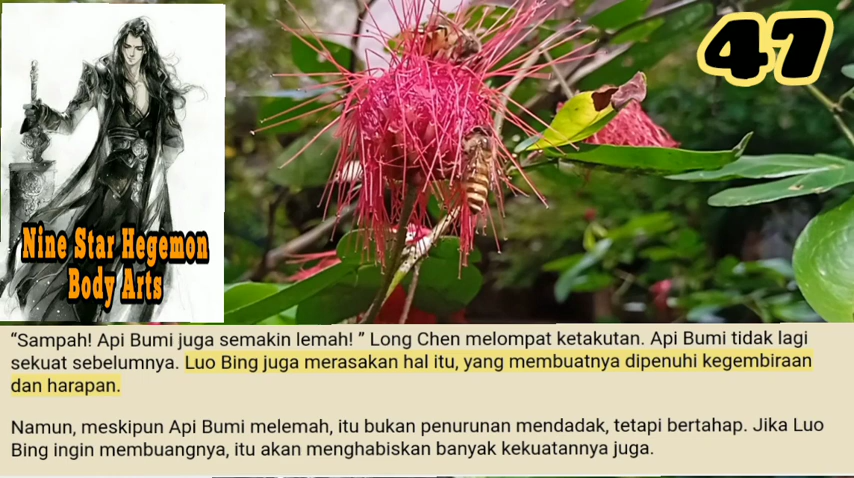 47
Nine Star Hegemon
Body Arts
“Sampah! Api Bumi juga semakin lemah! ” Long Chen melompat ketakutan. Api Bumi tidak lagi
sekuat sebelumnya. Luo Bing juga merasakan hal itu, yang membuatnya dipenuhi kegembiraan
dan harapan.
Namun, meskipun Api Bumi melemah, itu bukan penurunan mendadak, tetapi bertahap. Jika Luo
Bing ingin membuangnya, itu akan menghabiskan banyak kekuatannya juga.